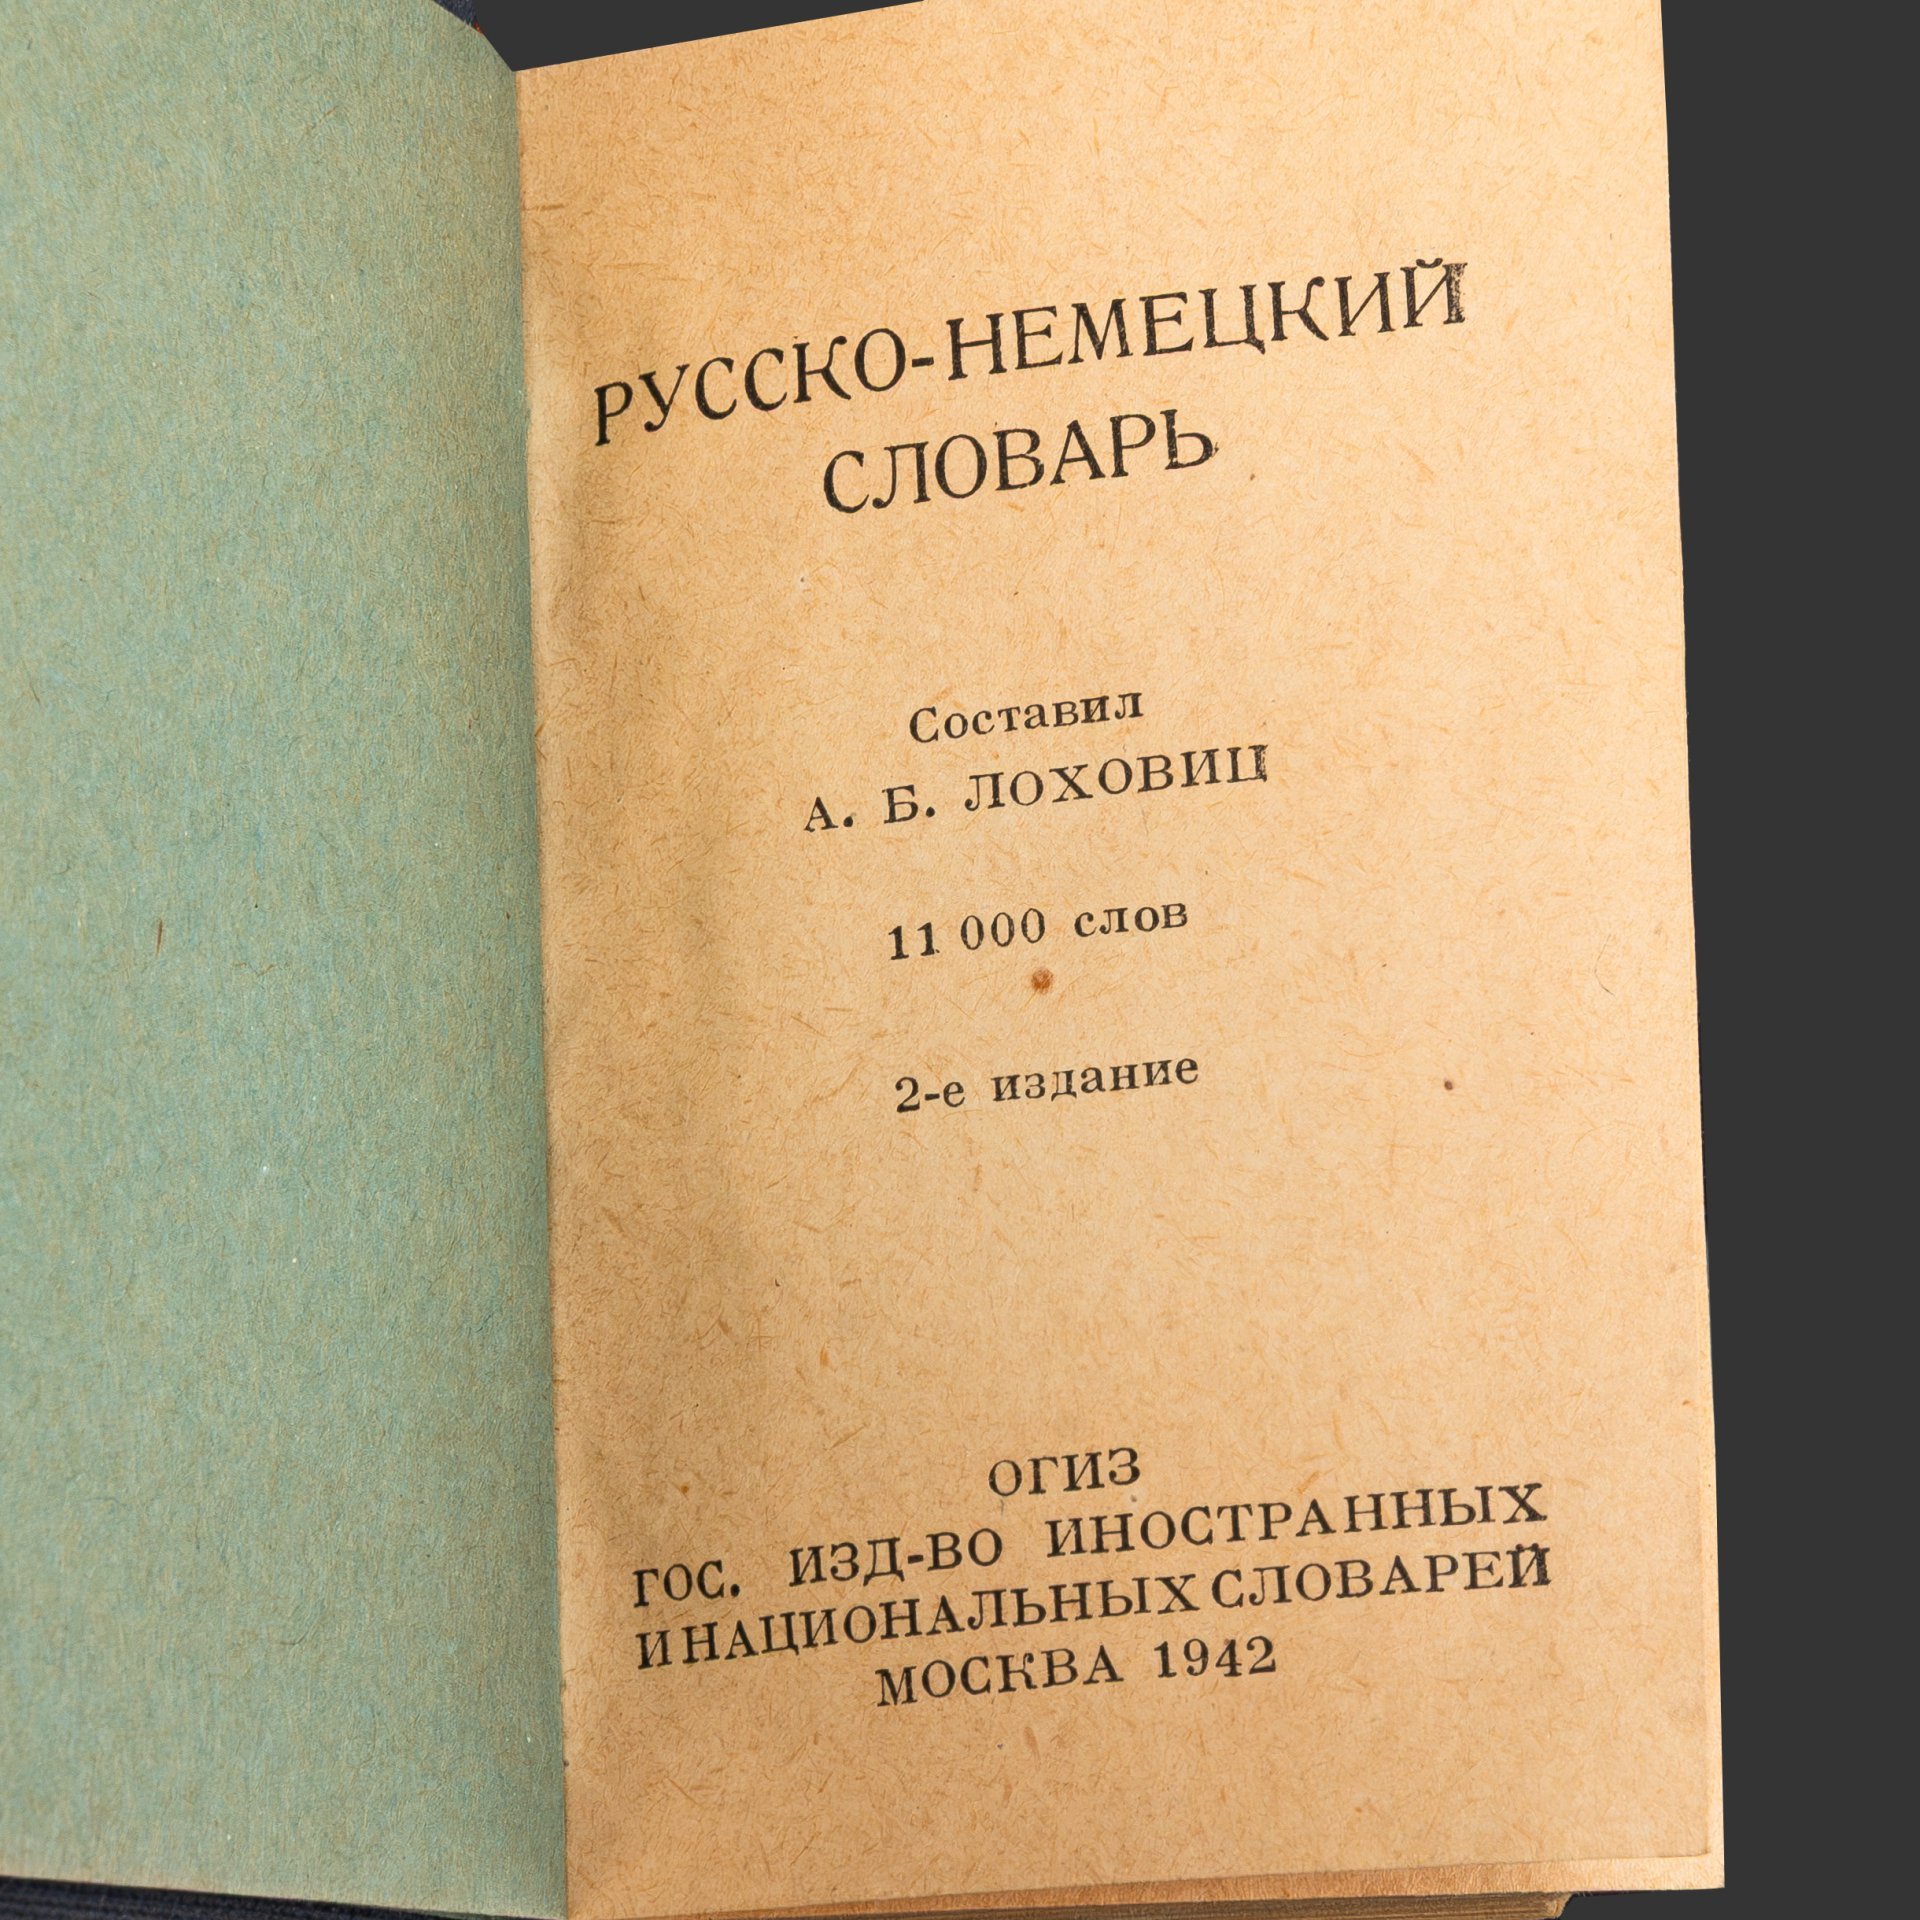 РУССКО-НЕМЕЦКИЙ
СЛОВАРЬ
Составил
А. Б. ЛОХОВИЦ
11 000 слов
2-е издание
ОГИЗ
ГОС. ИЗД-ВО ИНОСТРАННЫХ
И НАЦИОНАЛЬНЫХ СЛОВАРЕЙ
МОСКВА 1942